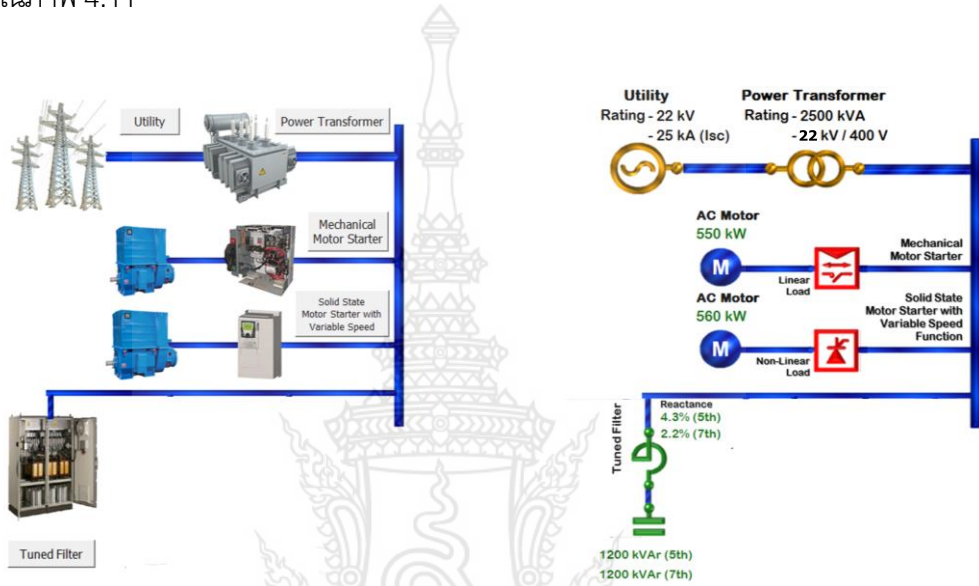 Utility
Power Transformer
Mechanical
Motor Starter
Solid State
Motor Starter with
Variable Speed
Tuned Filter
Utility
Rating - 22 kV
- 25 kA (Isc)
Power Transformer
Rating - 2500 kVA
- 22 kV / 400 V
AC Motor
550 kW
M
Linear
Load
Mechanical
Motor Starter
AC Motor
560 kW
M
Non-Linear
Load
Solid State
Motor Starter with
Variable Speed
Function
Tuned Filter
Reactance
4.3% (5th)
2.2% (7th)
1200 kVAr (5th)
1200 kVAr (7th)